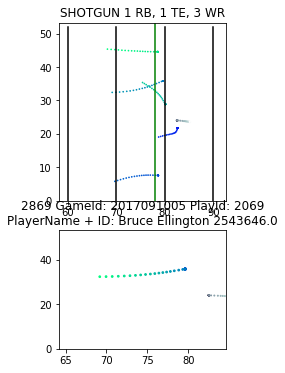 SHOTGUN 1 RB, 1 TE, 3 WR
50
40
30
20
10
0
60 70 80 90
2869 GameId: 2017091005 PlayId: 2069
PlayerName + ID: Bruce Ellington 2543646.0
40
20
0
65 70 75 80